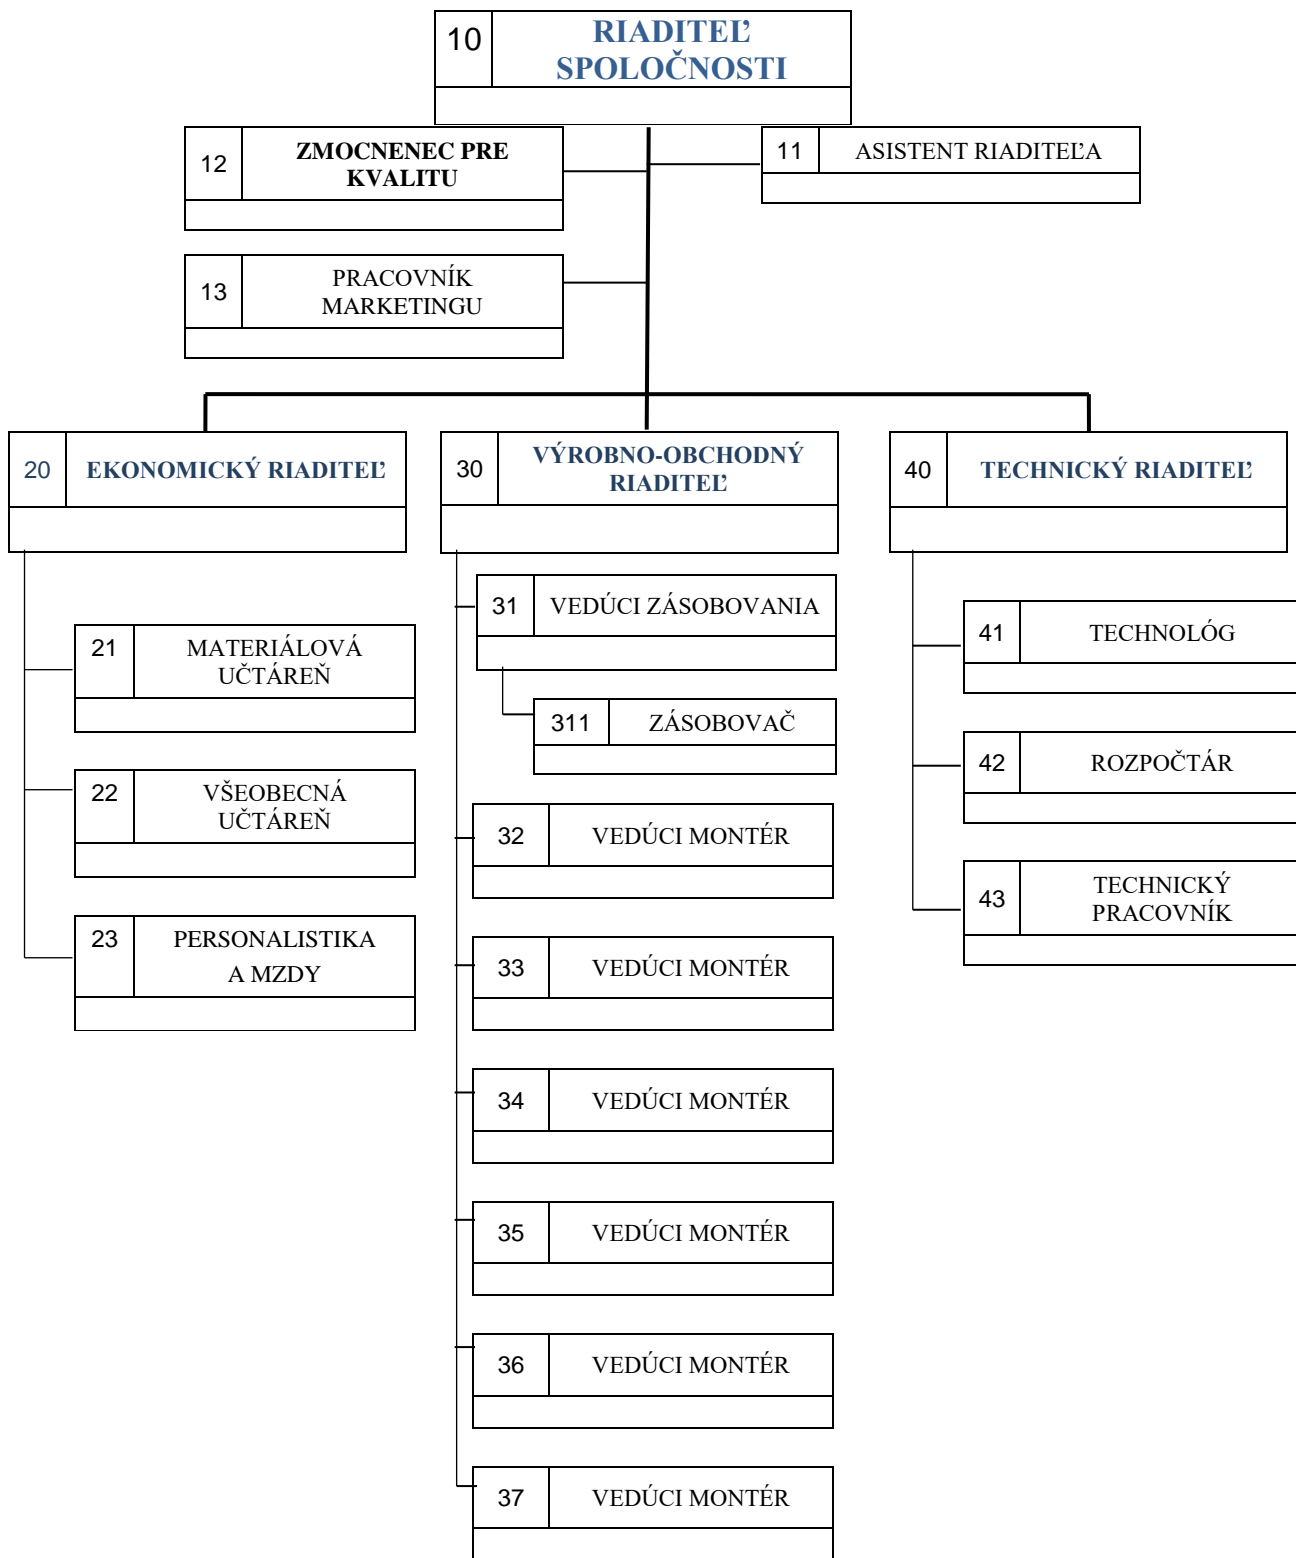 10
RIADITEĽ
SPOLOČNOSTI
12
ZMOCNENEC PRE
KVALITU
11
ASISTENT RIADITEĽA
13
PRACOVNÍK
MARKETINGU
20
EKONOMICKÝ RIADITEĽ
30
VÝROBNO-OBCHODNÝ
RIADITEĽ
40
TECHNICKÝ RIADITEĽ
21
MATERIÁLOVÁ
UČTÁREŇ
22
VŠEOBECNÁ
UČTÁREŇ
23
PERSONALISTIKA
A MZDY
31
VEDÚCI ZÁSOBOVANIA
311
ZÁSOBOVAČ
32
VEDÚCI MONTÉR
33
VEDÚCI MONTÉR
34
VEDÚCI MONTÉR
35
VEDÚCI MONTÉR
36
VEDÚCI MONTÉR
37
VEDÚCI MONTÉR
41
TECHNOLÓG
42
ROZPOČTÁR
43
TECHNICKÝ
PRACOVNÍK